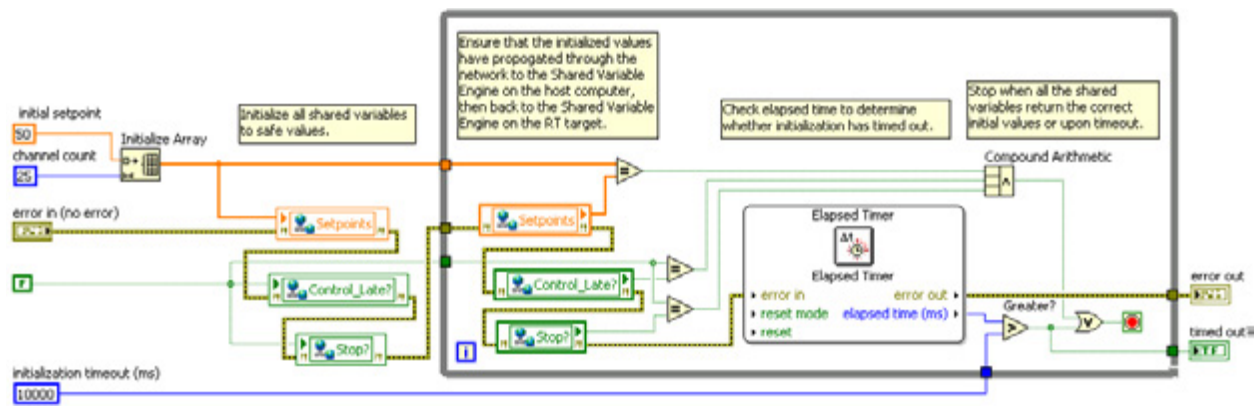 Ensure that the initialized values
have propogated through the
network to the Shared Variable
Engine on the host computer,
then back to the Shared Variable
Engine on the RT target.
initial setpoint
50
Initialize Array
channel count
25
Initialize all shared variables
to safe values.
Check elapsed time to determine
whether initialization has timed out.
Stop when all the shared
variables return the correct
initial values or upon timeout.
Compound Arithmetic
error in (no error)
Setpoints
Setpoints
F
Control_Late?
Control_Late?
Stop?
Stop?
Elapsed Timer
Elapsed Timer
error in
error out
reset mode
elapsed time (ms)
reset
Greater?
error out
timed out
TF
i
initialization timeout (ms)
10000